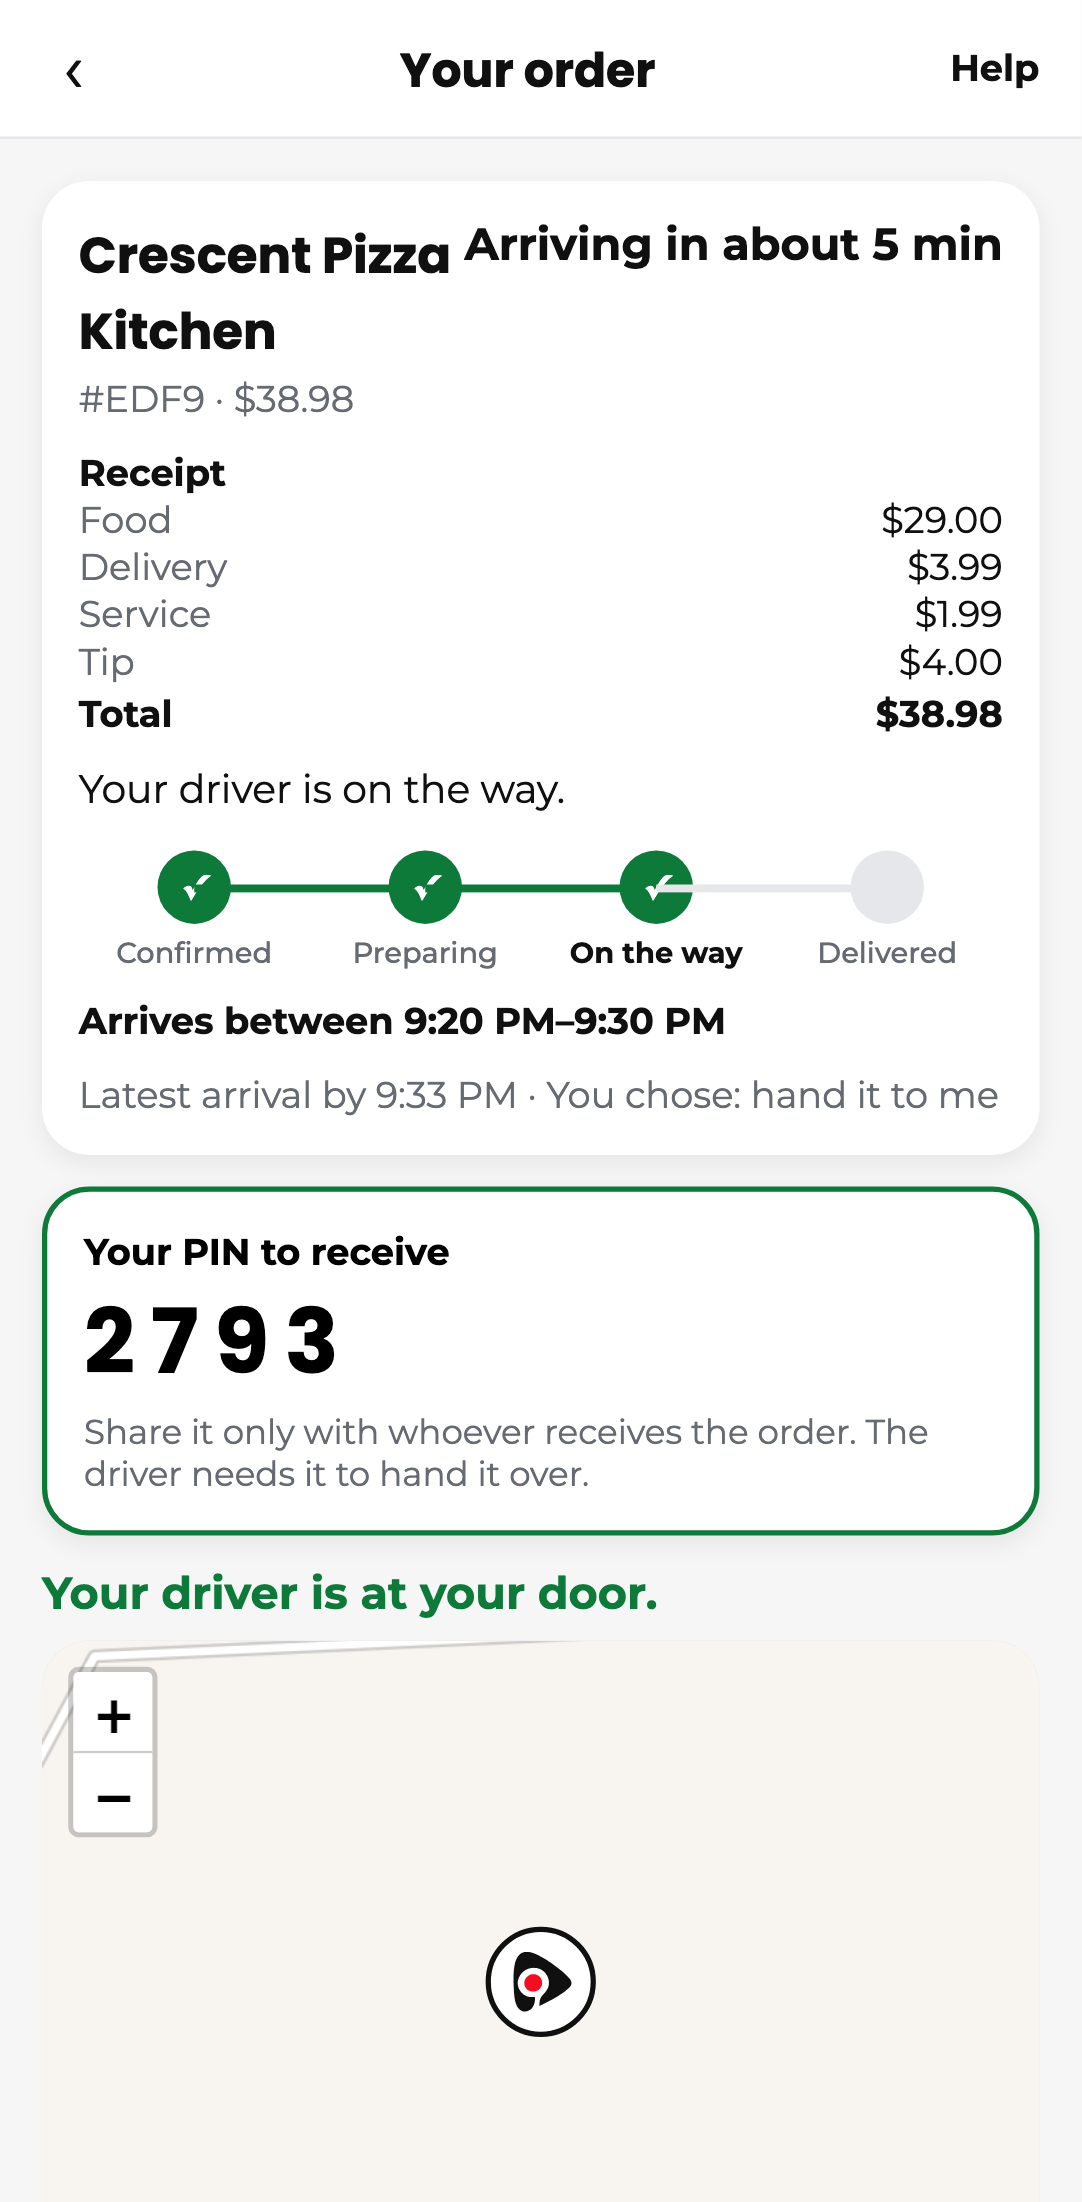 ‹
Your order
Help
Crescent Pizza Kitchen
Arriving in about 5 min
#EDF9 · $38.98
Receipt
Food $29.00
Delivery $3.99
Service $1.99
Tip $4.00
Total $38.98
Your driver is on the way.
Confirmed
Preparing
On the way
Delivered
Arrives between 9:20 PM–9:30 PM
Latest arrival by 9:33 PM · You chose: hand it to me
Your PIN to receive
2793
Share it only with whoever receives the order. The
driver needs it to hand it over.
Your driver is at your door.
+
−